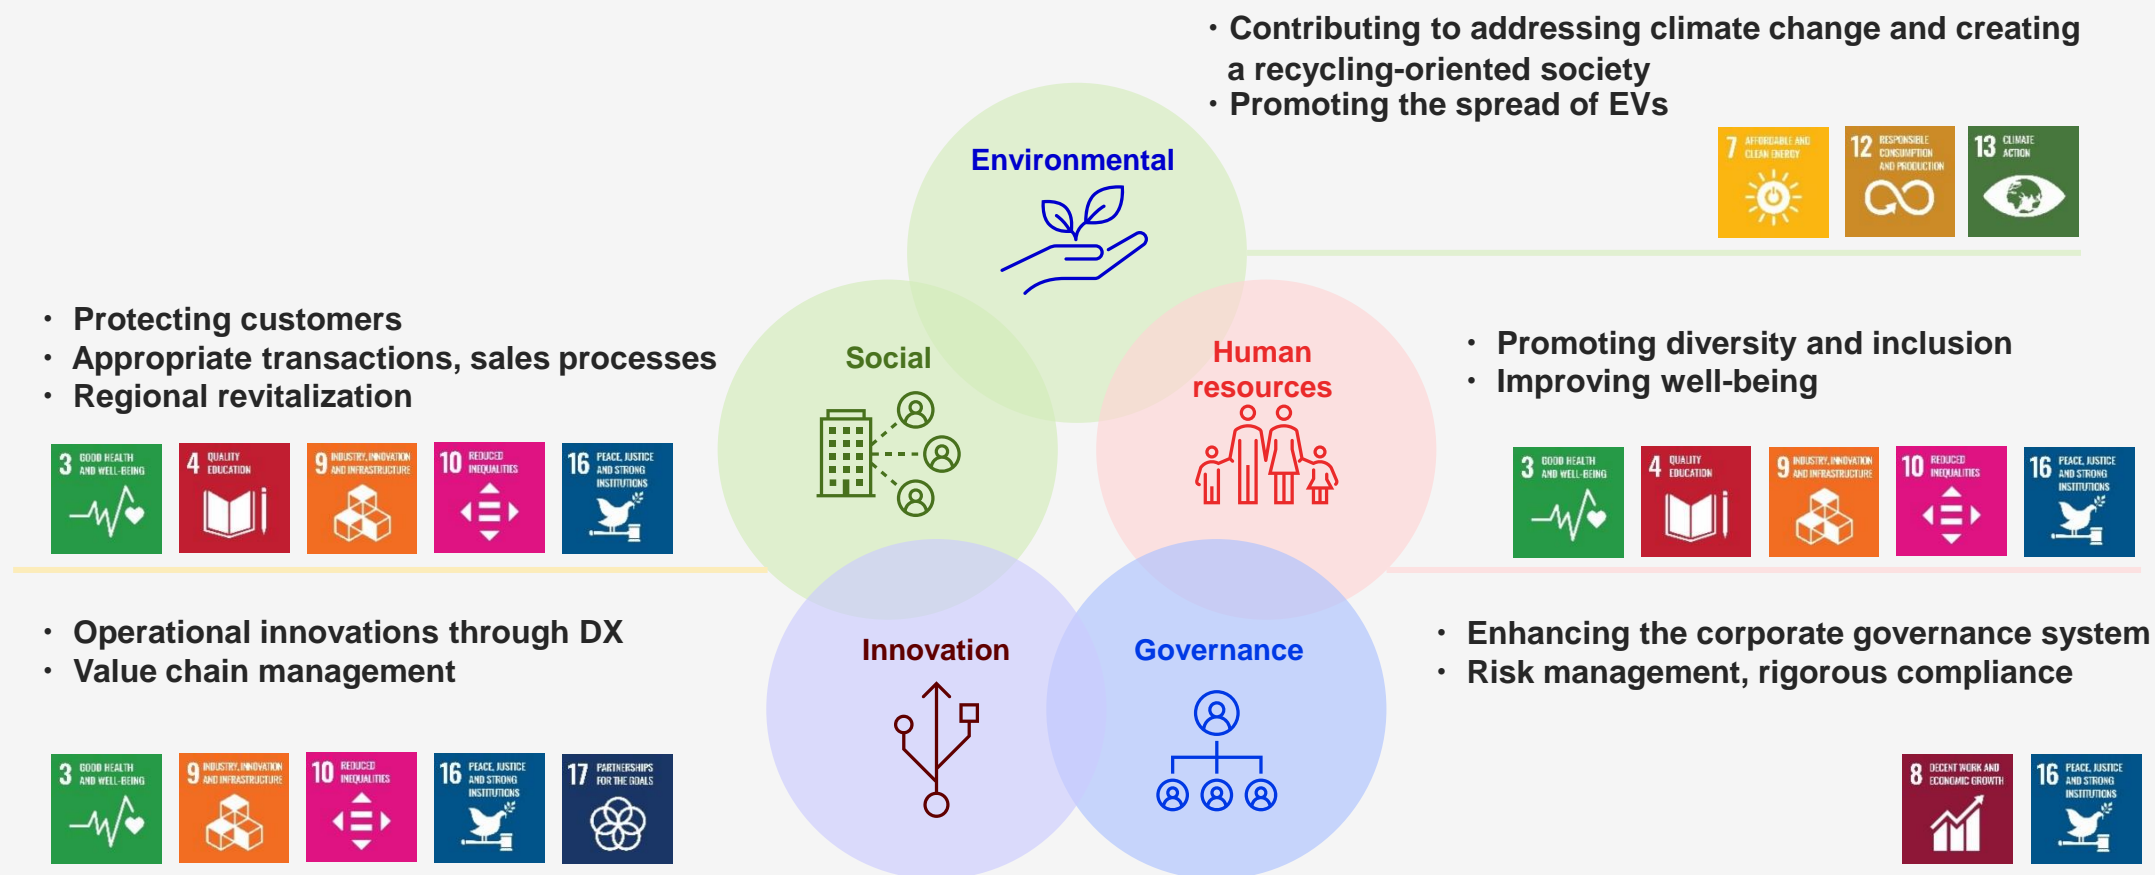 ・Contributing to addressing climate change and creating
a recycling-oriented society
・Promoting the spread of EVs
7 AFFORDABLE AND
CLEAN ENERGY
12 RESPONSIBLE
CONSUMPTION
AND PRODUCTION
13 CLIMATE
ACTION
Environmental
・ Protecting customers
・ Appropriate transactions, sales processes
・ Regional revitalization
3 GOOD HEALTH
AND WELL-BEING
4 QUALITY
EDUCATION
9 INDUSTRY, INNOVATION
AND INFRASTRUCTURE
10 REDUCED
INEQUALITIES
16 PEACE, JUSTICE
AND STRONG
INSTITUTIONS
Social
Human
resources
・ Promoting diversity and inclusion
・ Improving well-being
3 GOOD HEALTH
AND WELL-BEING
4 QUALITY
EDUCATION
9 INDUSTRY, INNOVATION
AND INFRASTRUCTURE
10 REDUCED
INEQUALITIES
16 PEACE, JUSTICE
AND STRONG
INSTITUTIONS
・ Operational innovations through DX
・ Value chain management
3 GOOD HEALTH
AND WELL-BEING
9 INDUSTRY, INNOVATION
AND INFRASTRUCTURE
10 REDUCED
INEQUALITIES
16 PEACE, JUSTICE
AND STRONG
INSTITUTIONS
17 PARTNERSHIPS
FOR THE GOALS
Innovation
Governance
・ Enhancing the corporate governance system
・ Risk management, rigorous compliance
8 DECENT WORK AND
ECONOMIC GROWTH
16 PEACE, JUSTICE
AND STRONG
INSTITUTIONS